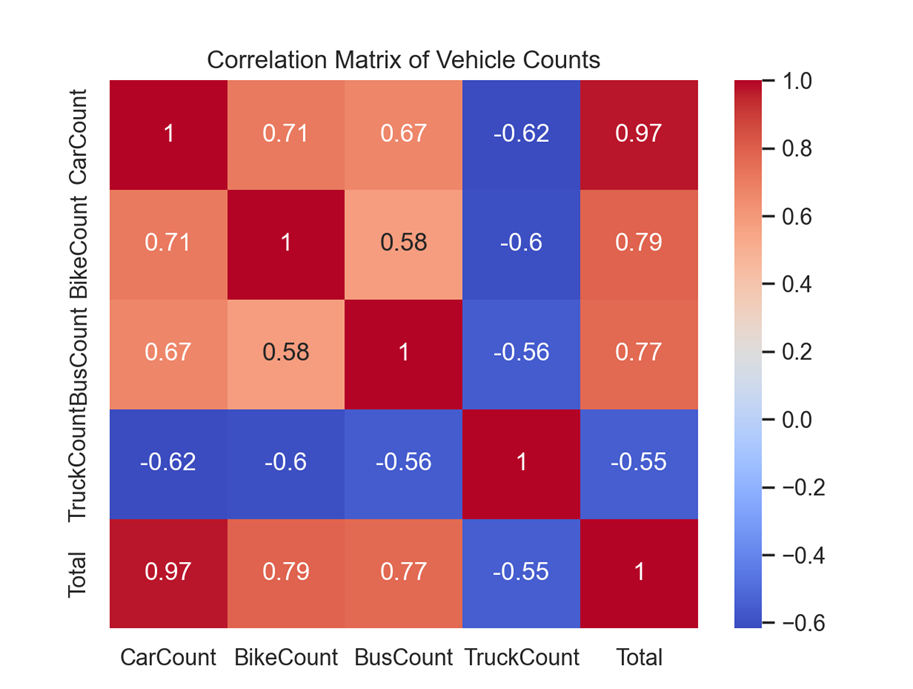 Correlation Matrix of Vehicle Counts
CarCount 1 0.71 0.67 -0.62 0.97
BikeCount 0.71 1 0.58 -0.6 0.79
BusCount 0.67 0.58 1 -0.56 0.77
TruckCount -0.62 -0.6 -0.56 1 -0.55
Total 0.97 0.79 0.77 -0.55 1
CarCount BikeCount BusCount TruckCount Total
1.0
0.8
0.6
0.4
0.2
0.0
−0.2
−0.4
−0.6